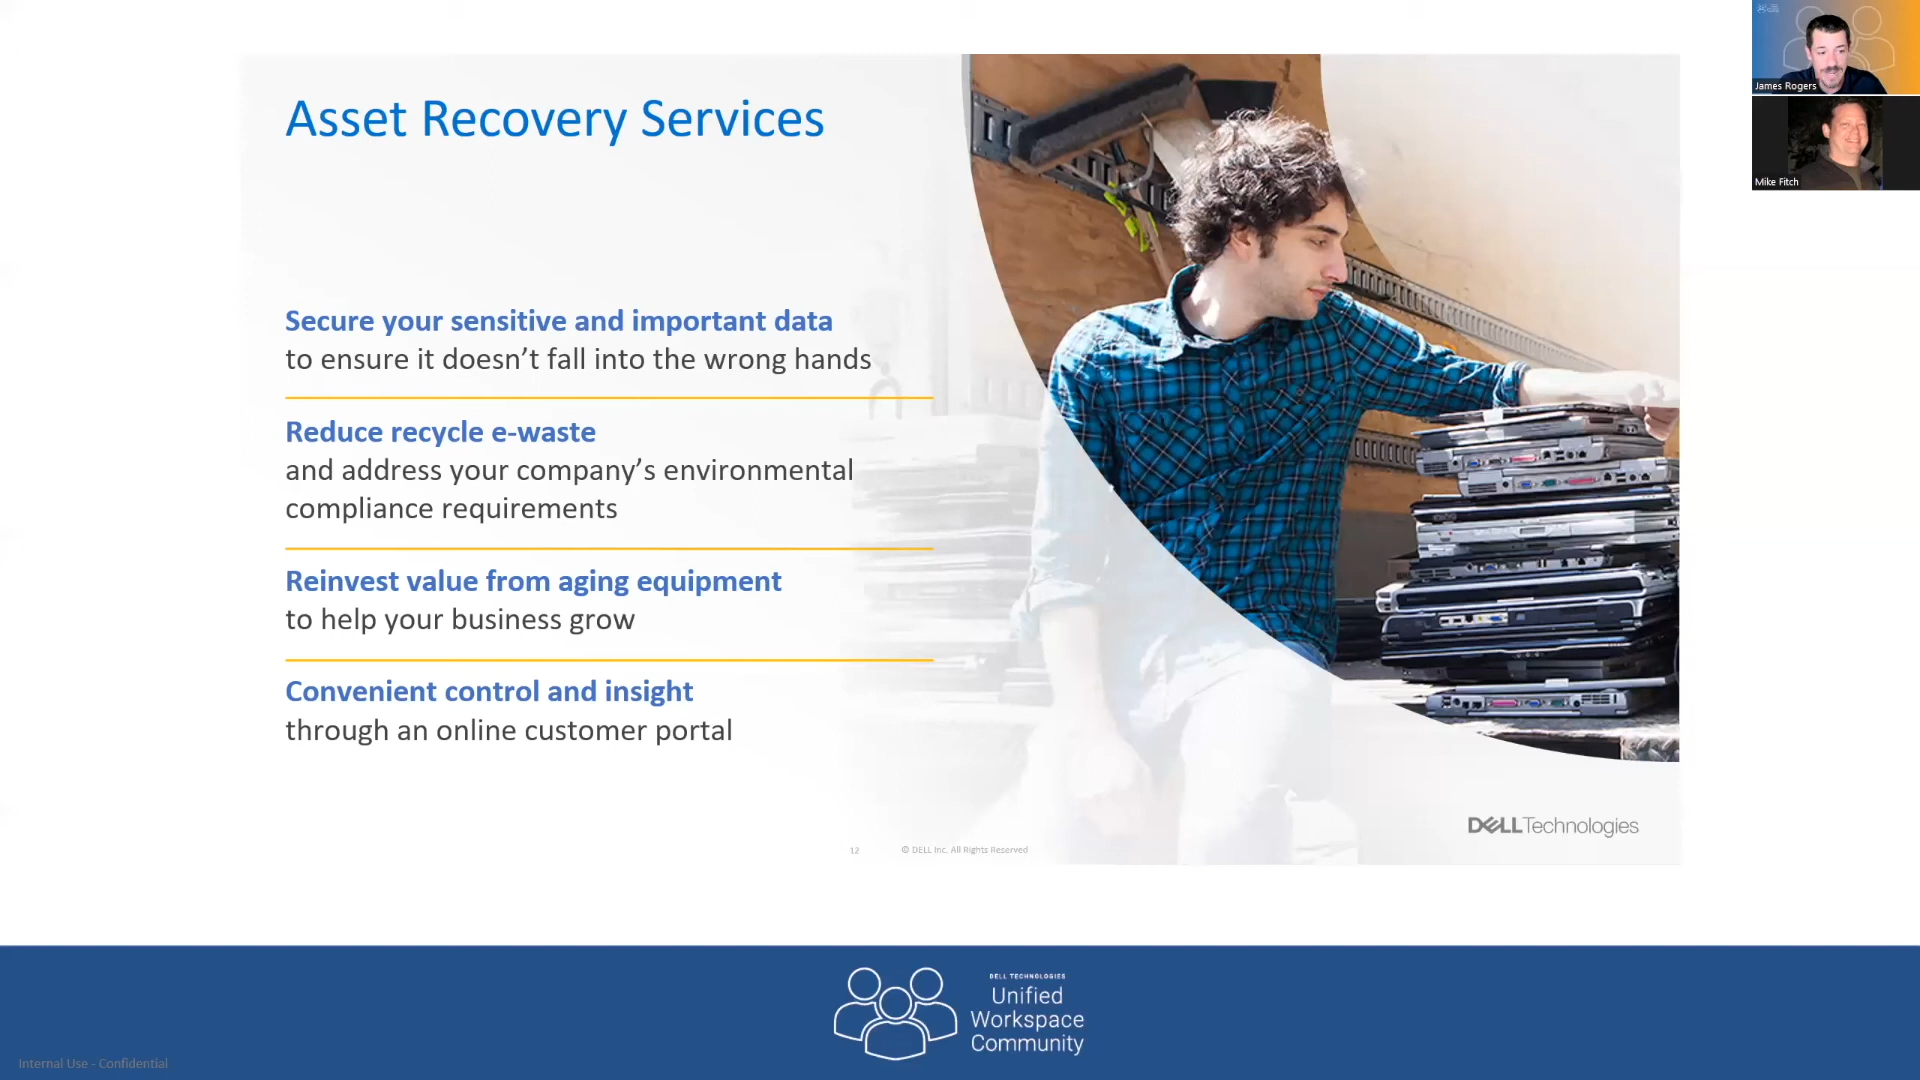 Asset Recovery Services
Secure your sensitive and important data
to ensure it doesn’t fall into the wrong hands
Reduce recycle e-waste
and address your company’s environmental
compliance requirements
Reinvest value from aging equipment
to help your business grow
Convenient control and insight
through an online customer portal
DELLTechnologies
12
© DELL Inc. All Rights Reserved
James Rogers
Mike Fitch
DELL TECHNOLOGIES
Unified
Workspace
Community
Internal Use - Confidential